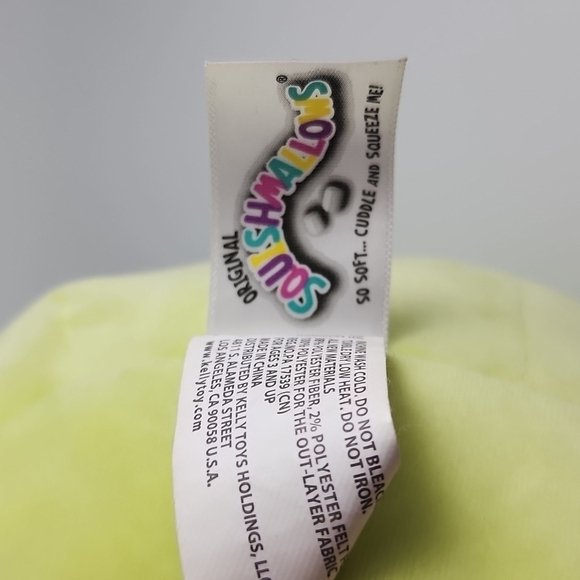 ORIGINAL
SQUISHMALLOWS®
SO SOFT... CUDDLE AND SQUEEZE ME!
WASH COLD. DO NOT BLEAC
TUMBLE DRY LOW HEAT. DO NOT IRON.
ALL NEW MATERIALS
POLYESTER FIBER, 2% POLYESTER FELT
POLYESTER FOR THE OUT-LAYER FABRIC
REG.NO.PA 17539 (CN)
FOR AGES 3 AND UP
MADE IN CHINA
DISTRIBUTED BY KELLY TOYS HOLDINGS, LLC
4811 S. ALAMEDA STREET
LOS ANGELES, CA 90058 U.S.A.
www.kellytoy.com